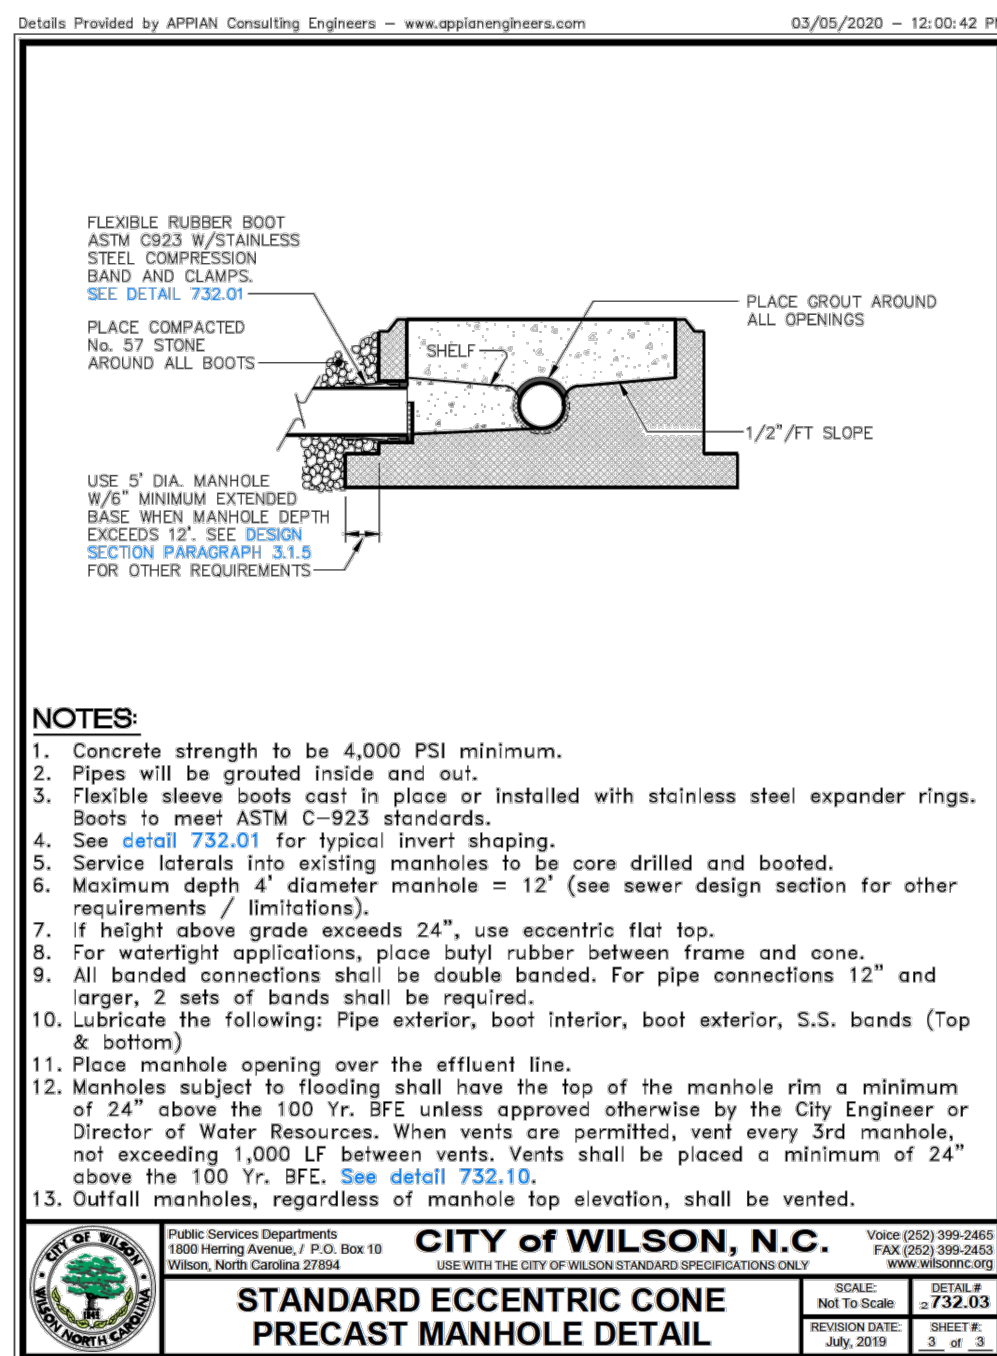 Details Provided by APPIAN Consulting Engineers – www.appianengineers.com
03/05/2020 – 12:00:42 P
FLEXIBLE RUBBER BOOT
ASTM C923 W/STAINLESS
STEEL COMPRESSION
BAND AND CLAMPS.
SEE DETAIL 732.01
PLACE COMPACTED
No. 57 STONE
AROUND ALL BOOTS
SHELF
PLACE GROUT AROUND
ALL OPENINGS
1/2"/FT SLOPE
USE 5' DIA. MANHOLE
W/6" MINIMUM EXTENDED
BASE WHEN MANHOLE DEPTH
EXCEEDS 12'. SEE DESIGN
SECTION PARAGRAPH 3.1.5
FOR OTHER REQUIREMENTS
NOTES:
1. Concrete strength to be 4,000 PSI minimum.
2. Pipes will be grouted inside and out.
3. Flexible sleeve boots cast in place or installed with stainless steel expander rings.
Boots to meet ASTM C–923 standards.
4. See detail 732.01 for typical invert shaping.
5. Service laterals into existing manholes to be core drilled and booted.
6. Maximum depth 4' diameter manhole = 12' (see sewer design section for other
requirements / limitations).
7. If height above grade exceeds 24", use eccentric flat top.
8. For watertight applications, place butyl rubber between frame and cone.
9. All banded connections shall be double banded. For pipe connections 12" and
larger, 2 sets of bands shall be required.
10. Lubricate the following: Pipe exterior, boot interior, boot exterior, S.S. bands (Top
& bottom)
11. Place manhole opening over the effluent line.
12. Manholes subject to flooding shall have the top of the manhole rim a minimum
of 24" above the 100 Yr. BFE unless approved otherwise by the City Engineer or
Director of Water Resources. When vents are permitted, vent every 3rd manhole,
not exceeding 1,000 LF between vents. Vents shall be placed a minimum of 24"
above the 100 Yr. BFE. See detail 732.10.
13. Outfall manholes, regardless of manhole top elevation, shall be vented.
CITY OF WILSON
WILSON NORTH CAROLINA
Public Services Departments
1800 Herring Avenue, / P.O. Box 10
Wilson, North Carolina 27894
CITY of WILSON, N.C.
USE WITH THE CITY OF WILSON STANDARD SPECIFICATIONS ONLY
Voice (252) 399-2465
FAX (252) 399-2453
www.wilsonnc.org
STANDARD ECCENTRIC CONE
PRECAST MANHOLE DETAIL
SCALE:
Not To Scale
DETAIL#
732.03
REVISION DATE:
July, 2019
SHEET#:
3 of 3